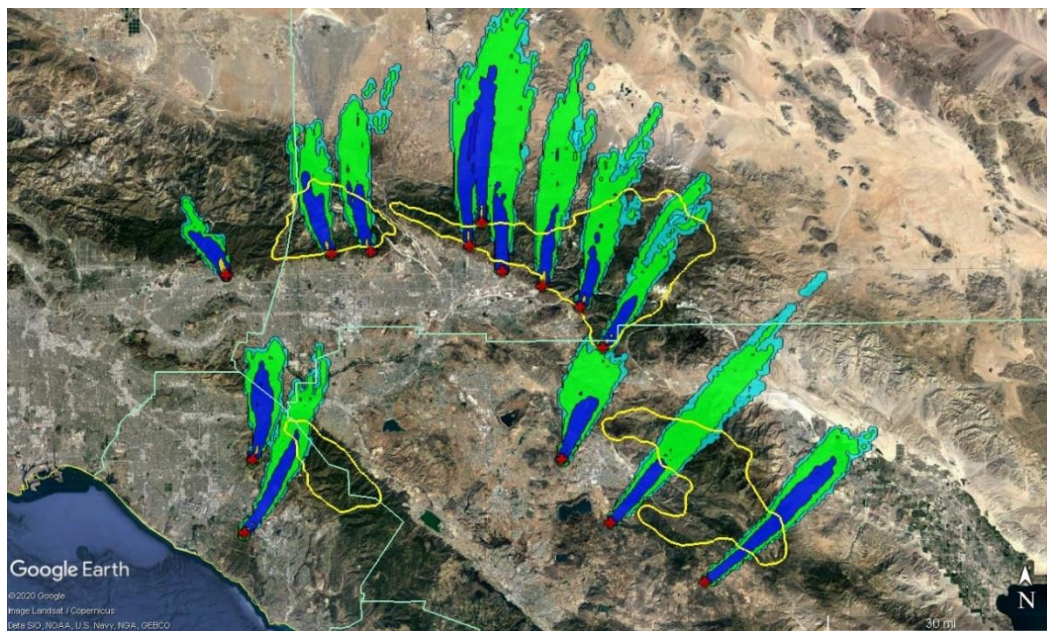 Google Earth
©2020 Google
Image Landsat / Copernicus
Data SIO, NOAA, U.S. Navy, NGA, GEBCO
N
30 mi